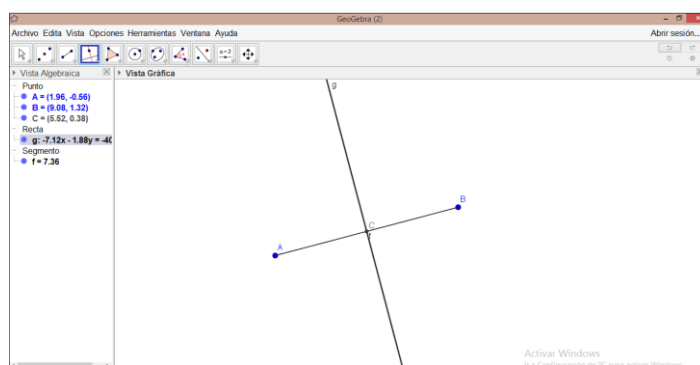 GeoGebra (2)
Archivo Edita Vista Opciones Herramientas Ventana Ayuda
Abrir sesión...
a=2
Vista Algebraica
Vista Gráfica
Punto
A = (1.96, -0.56)
B = (9.08, 1.32)
C = (5.52, 0.38)
Recta
g: -7.12x - 1.88y = -40
Segmento
f = 7.36
g
B
C
f
A
Activar Windows